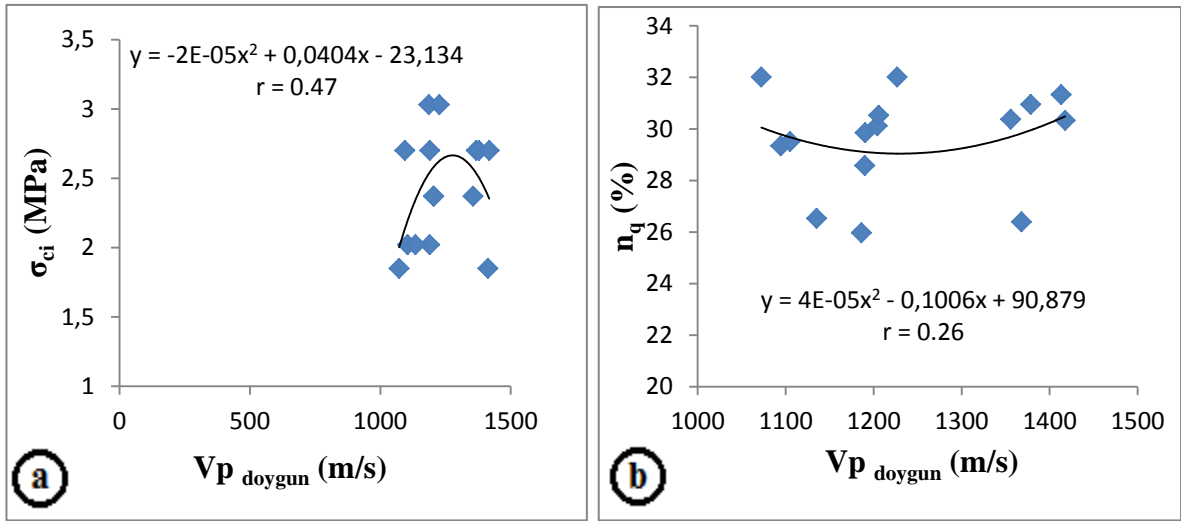 3,5
3
2,5
2
1,5
1
σci (MPa)
y = -2E-05x² + 0,0404x - 23,134
r = 0.47
0 500 1000 1500
Vp doygun (m/s)
a
34
32
30
28
26
24
22
20
nq (%)
y = 4E-05x² - 0,1006x + 90,879
r = 0.26
1000 1100 1200 1300 1400 1500
Vp doygun (m/s)
b